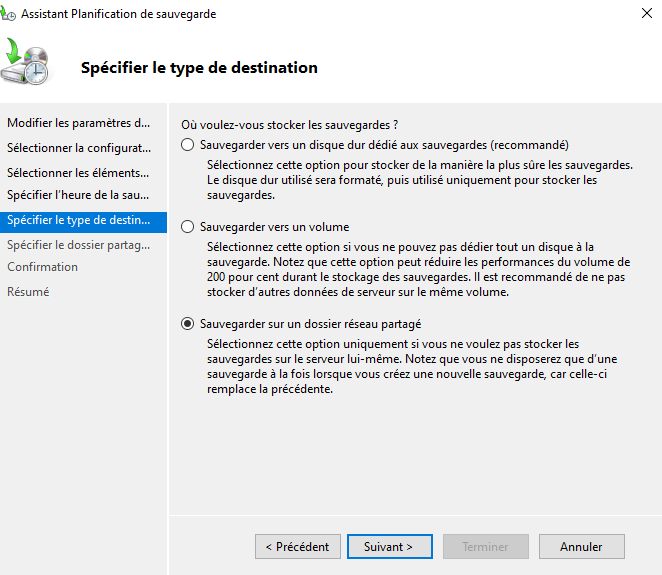 Assistant Planification de sauvegarde
Spécifier le type de destination
Modifier les paramètres d...
Sélectionner la configurat...
Sélectionner les éléments...
Spécifier l'heure de la sau...
Spécifier le type de destin...
Spécifier le dossier partag...
Confirmation
Résumé
Où voulez-vous stocker les sauvegardes ?
Sauvegarder vers un disque dur dédié aux sauvegardes (recommandé)
Sélectionnez cette option pour stocker de la manière la plus sûre les sauvegardes.
Le disque dur utilisé sera formaté, puis utilisé uniquement pour stocker les
sauvegardes.
Sauvegarder vers un volume
Sélectionnez cette option si vous ne pouvez pas dédier tout un disque à la
sauvegarde. Notez que cette option peut réduire les performances du volume de
200 pour cent durant le stockage des sauvegardes. Il est recommandé de ne pas
stocker d'autres données de serveur sur le même volume.
Sauvegarder sur un dossier réseau partagé
Sélectionnez cette option uniquement si vous ne voulez pas stocker les
sauvegardes sur le serveur lui-même. Notez que vous ne disposerez que d'une
sauvegarde à la fois lorsque vous créez une nouvelle sauvegarde, car celle-ci
remplace la précédente.
< Précédent
Suivant >
Terminer
Annuler